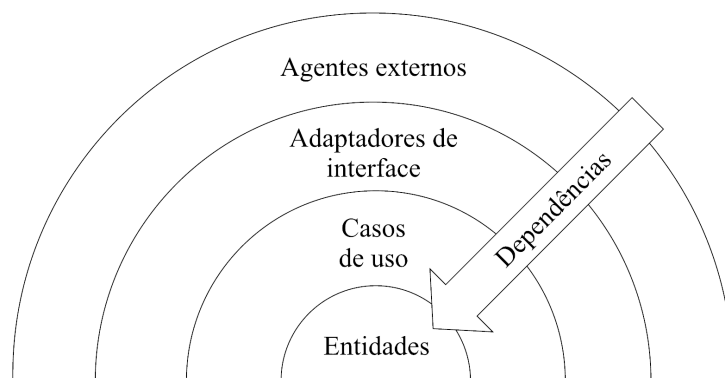 Agentes externos
Adaptadores de
interface
Dependências
Casos
de uso
Entidades